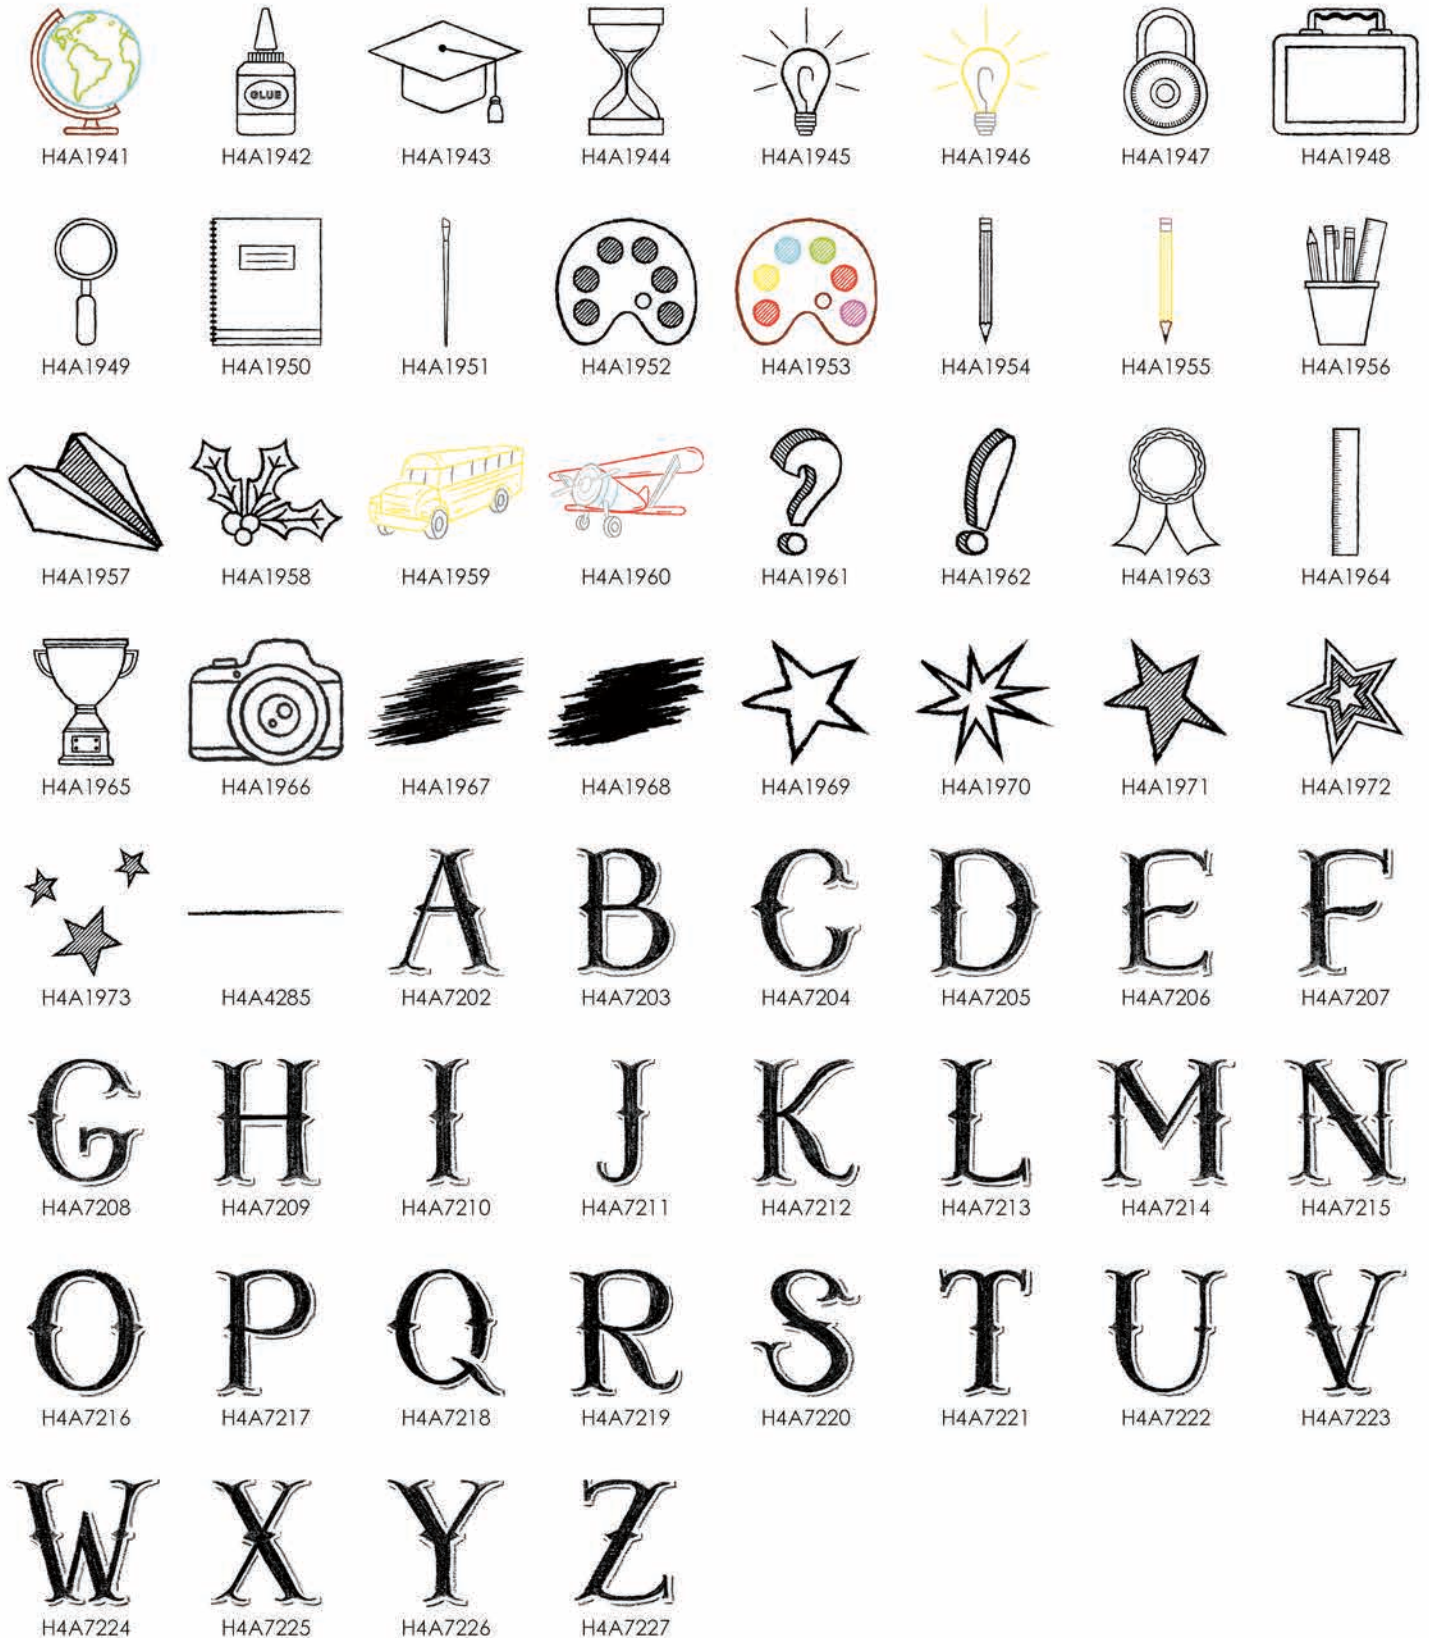 GLUE
H4A1941 H4A1942 H4A1943 H4A1944 H4A1945 H4A1946 H4A1947 H4A1948
H4A1949 H4A1950 H4A1951 H4A1952 H4A1953 H4A1954 H4A1955 H4A1956
H4A1957 H4A1958 H4A1959 H4A1960 H4A1961 H4A1962 H4A1963 H4A1964
? !
H4A1965 H4A1966 H4A1967 H4A1968 H4A1969 H4A1970 H4A1971 H4A1972
A B C D E F
H4A1973 H4A4285 H4A7202 H4A7203 H4A7204 H4A7205 H4A7206 H4A7207
G H I J K L M N
H4A7208 H4A7209 H4A7210 H4A7211 H4A7212 H4A7213 H4A7214 H4A7215
O P Q R S T U V
H4A7216 H4A7217 H4A7218 H4A7219 H4A7220 H4A7221 H4A7222 H4A7223
W X Y Z
H4A7224 H4A7225 H4A7226 H4A7227